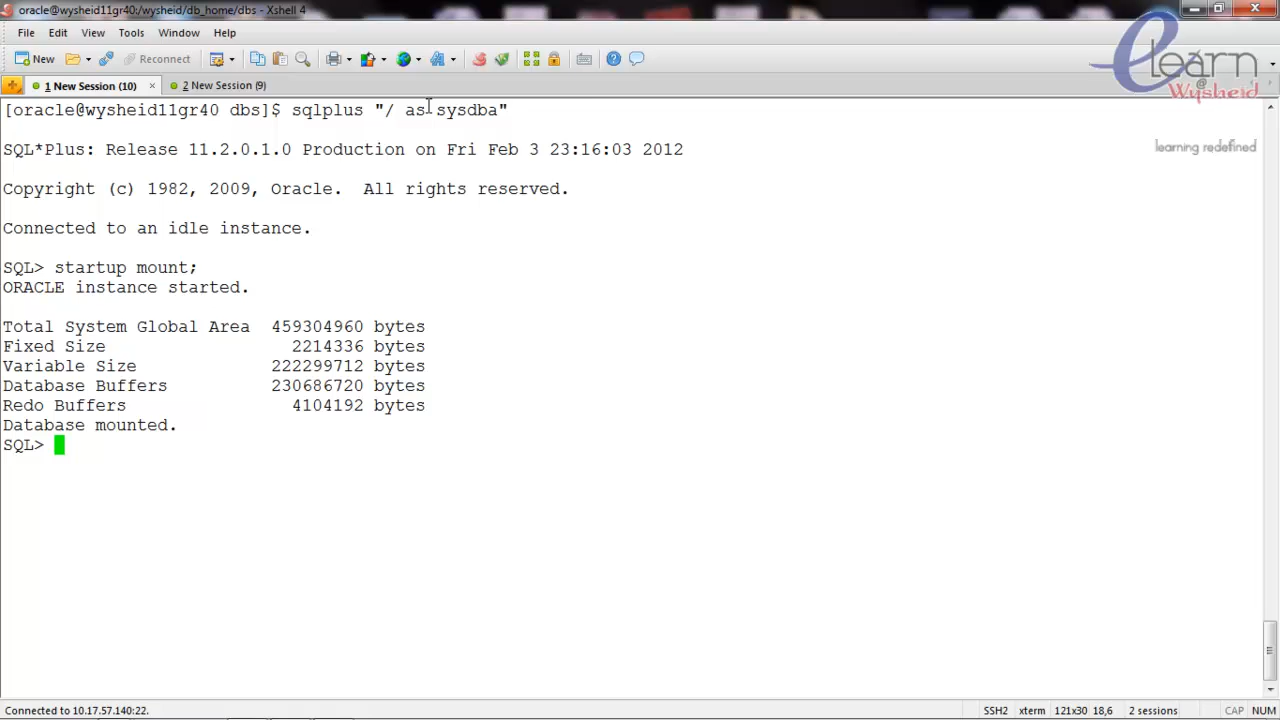 oracle@wysheid11gr40:/wysheid/db_home/dbs - Xshell 4
File Edit View Tools Window Help
New Reconnect
1 New Session (10) × 2 New Session (9)
[oracle@wysheid11gr40 dbs]$ sqlplus "/ as sysdba"
SQL*Plus: Release 11.2.0.1.0 Production on Fri Feb 3 23:16:03 2012
Copyright (c) 1982, 2009, Oracle.  All rights reserved.
Connected to an idle instance.
SQL> startup mount;
ORACLE instance started.
Total System Global Area  459304960 bytes
Fixed Size                  2214336 bytes
Variable Size             222299712 bytes
Database Buffers          230686720 bytes
Redo Buffers                4104192 bytes
Database mounted.
SQL>
eLearn
@
Wysheid
learning redefined
Connected to 10.17.57.140:22. SSH2 xterm 121x30 18,6 2 sessions CAP NUM